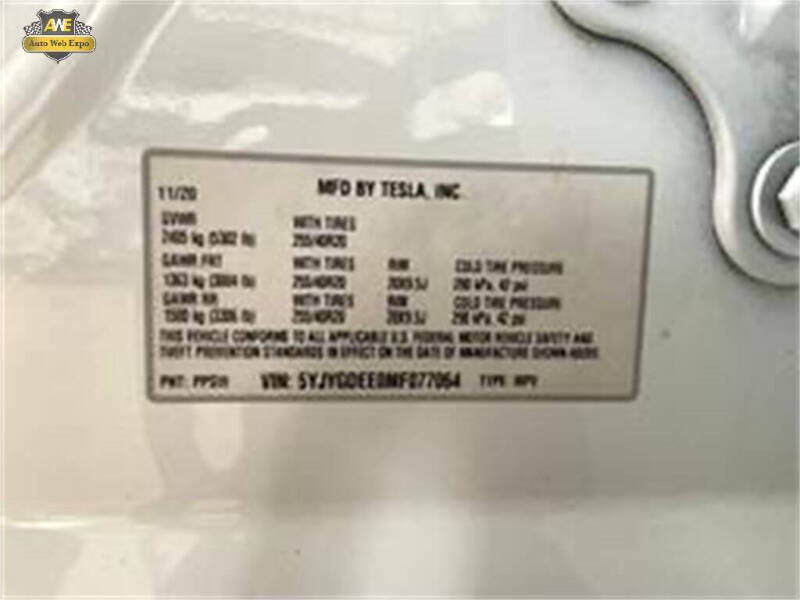 AWE
Auto Web Expo
11/20 MFD BY TESLA, INC
GVWR WITH TIRES
2405 kg (5302 lb) 255/40R20
GAWR FRT WITH TIRES RIM COLD TIRE PRESSURE
1363 kg (3004 lb) 255/40R20 20X9.5J 290 kPa, 42 psi
GAWR RR WITH TIRES RIM COLD TIRE PRESSURE
1500 kg (3306 lb) 255/40R20 20X9.5J 290 kPa, 42 psi
THIS VEHICLE CONFORMS TO ALL APPLICABLE U.S. FEDERAL MOTOR VEHICLE SAFETY AND
THEFT PREVENTION STANDARDS IN EFFECT ON THE DATE OF MANUFACTURE SHOWN ABOVE.
PNT: VIN: 5YJYGDEE0MF077064 TYPE: MPV